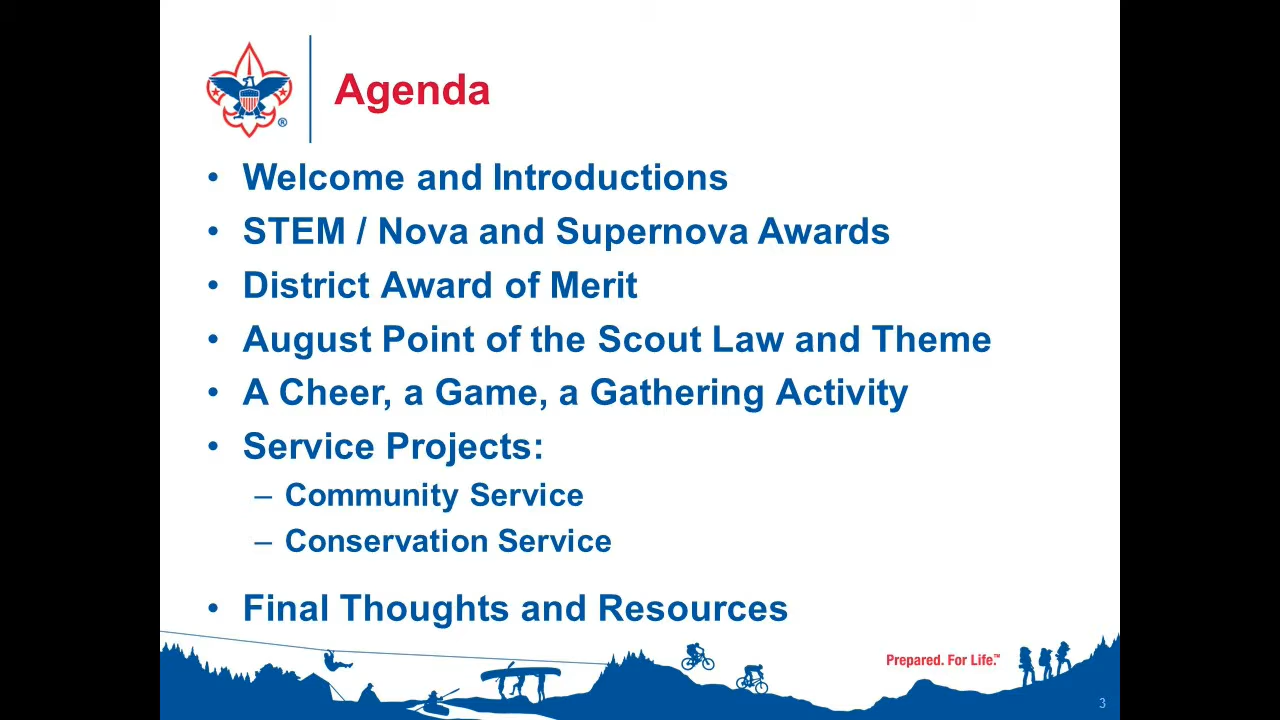 Agenda
• Welcome and Introductions
• STEM / Nova and Supernova Awards
• District Award of Merit
• August Point of the Scout Law and Theme
• A Cheer, a Game, a Gathering Activity
• Service Projects:
– Community Service
– Conservation Service
• Final Thoughts and Resources
Prepared. For Life.™
3
®